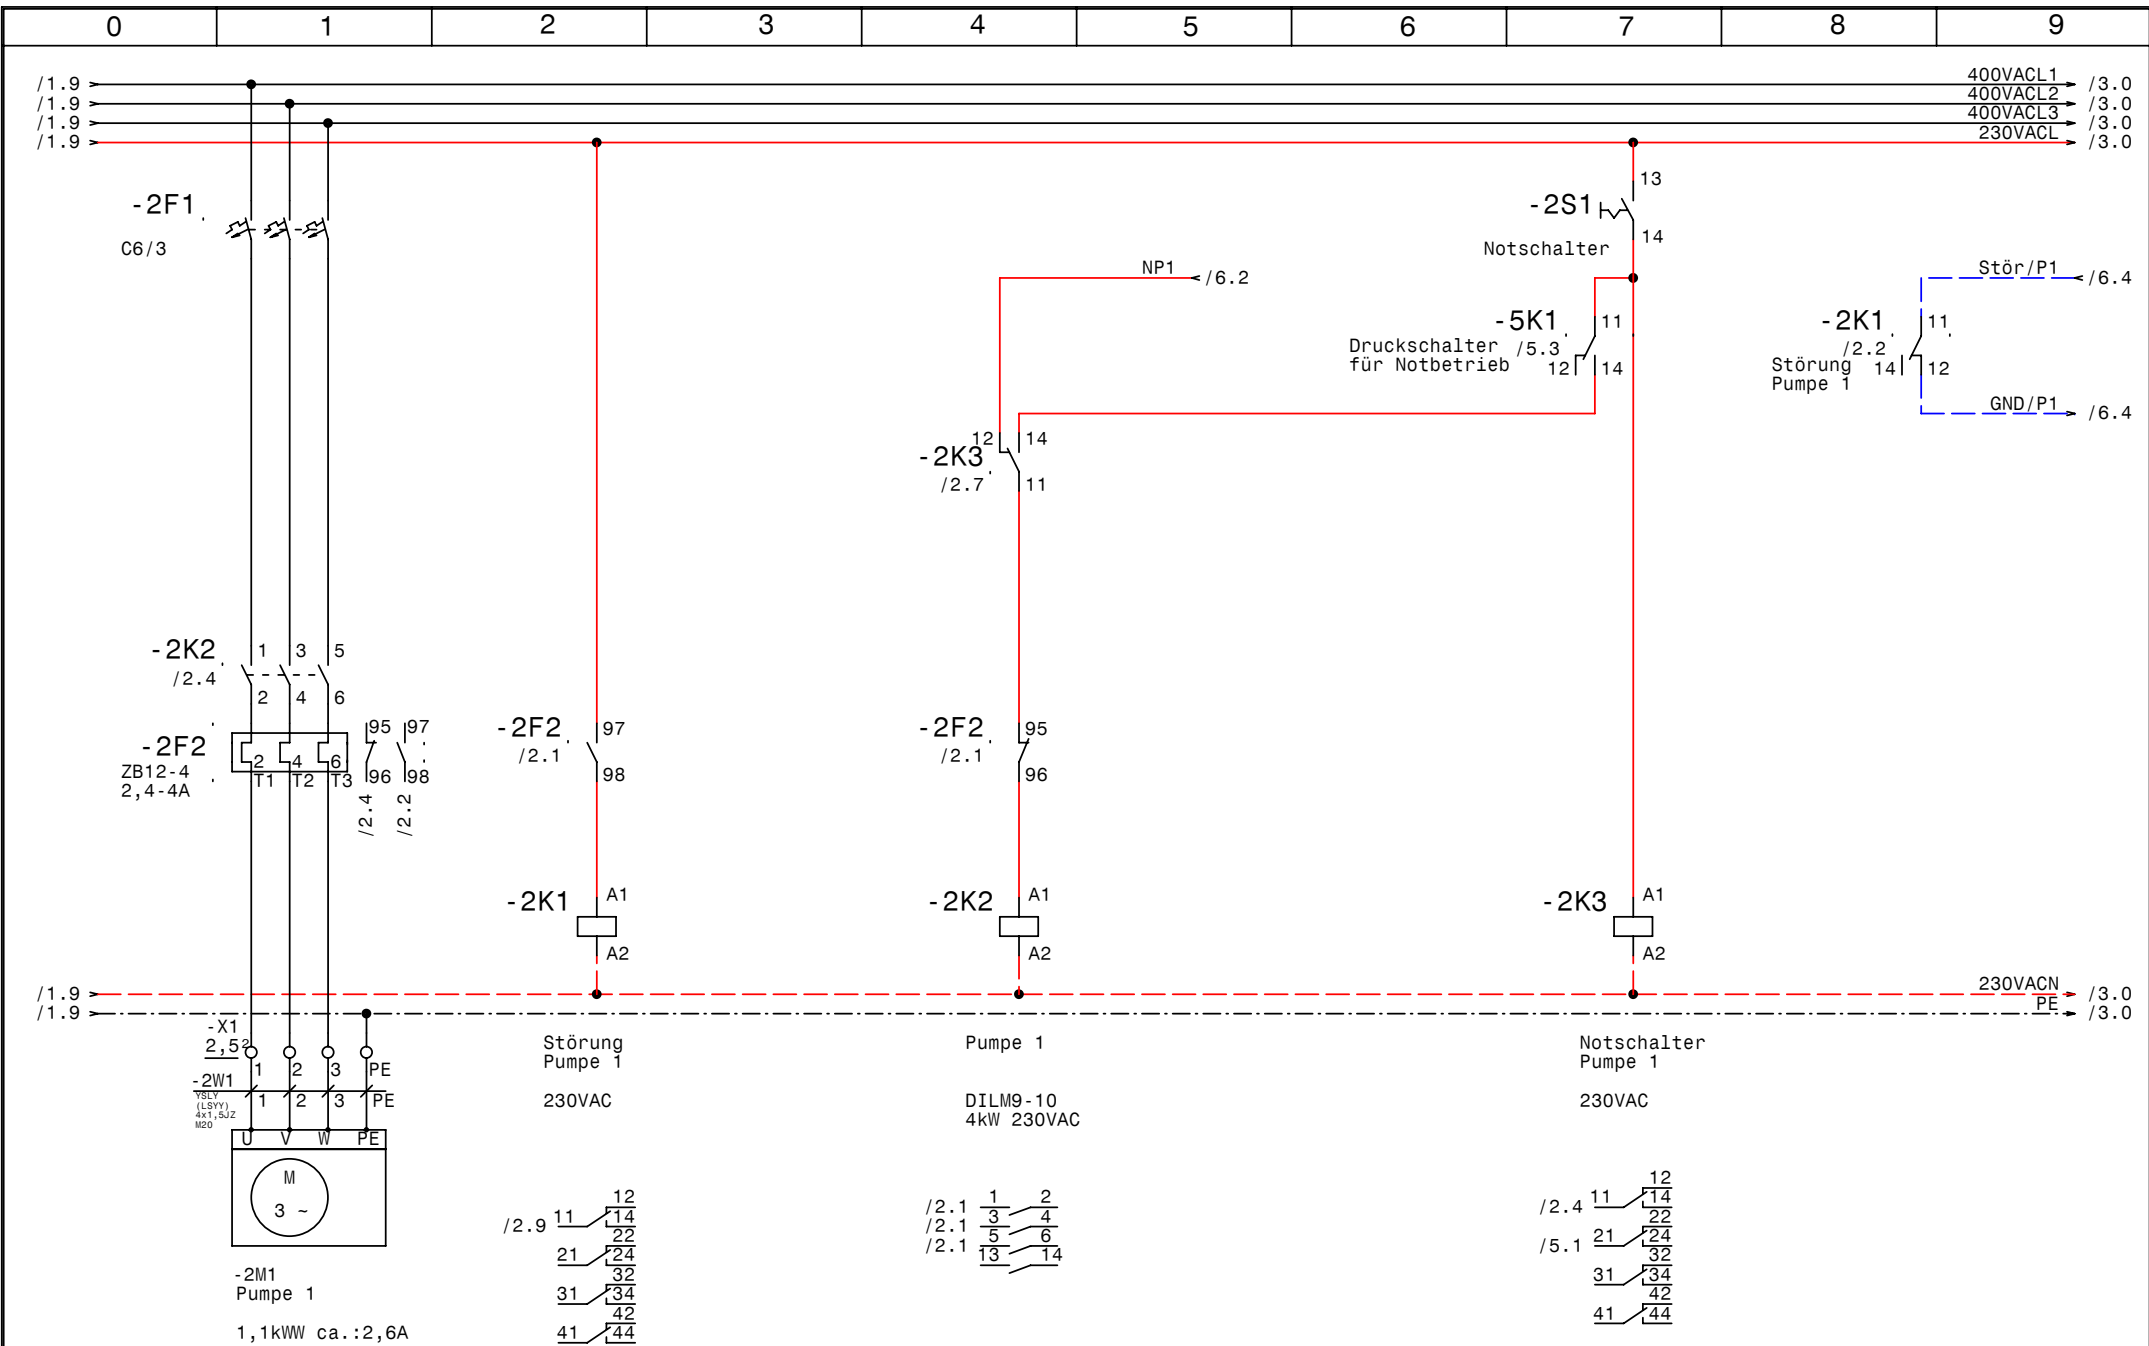 0 1 2 3 4 5 6 7 8 9
/1.9 400VACL1 /3.0
/1.9 400VACL2 /3.0
/1.9 400VACL3 /3.0
/1.9 230VACL /3.0
13
-2F1 -2S1
C6/3 14
Notschalter
NP1 /6.2 Stör/P1 /6.4
-5K1 11 -2K1 11
Druckschalter /5.3 /2.2
für Notbetrieb 12 14 Störung 14 12
Pumpe 1
GND/P1 /6.4
12 14
-2K3
/2.7 11
-2K2 1 3 5
/2.4
2 4 6
95 97 -2F2 97 -2F2 95
-2F2 /2.1 /2.1
2 4 6
ZB12-4 T1 T2 T3 96 98 98 96
2,4-4A
/2.4 /2.2
-2K1 A1 -2K2 A1 -2K3 A1
A2 A2 A2
/1.9 230VACN /3.0
/1.9 PE /3.0
-X1
2,5² Störung Pumpe 1 Notschalter
1 2 3 PE Pumpe 1 Pumpe 1
-2W1
YSLY 1 2 3 PE 230VAC DILM9-10 230VAC
(LSYY)
4x1,5JZ 4kW 230VAC
M20
U V W PE
M
3 ~
12 /2.1 1 2 12
/2.9 11 14 /2.1 3 4 /2.4 11 14
22 /2.1 5 6 22
21 24 13 14 /5.1 21 24
32 32
31 34 31 34
42 42
41 44 41 44
-2M1
Pumpe 1
1,1kWW ca.:2,6A